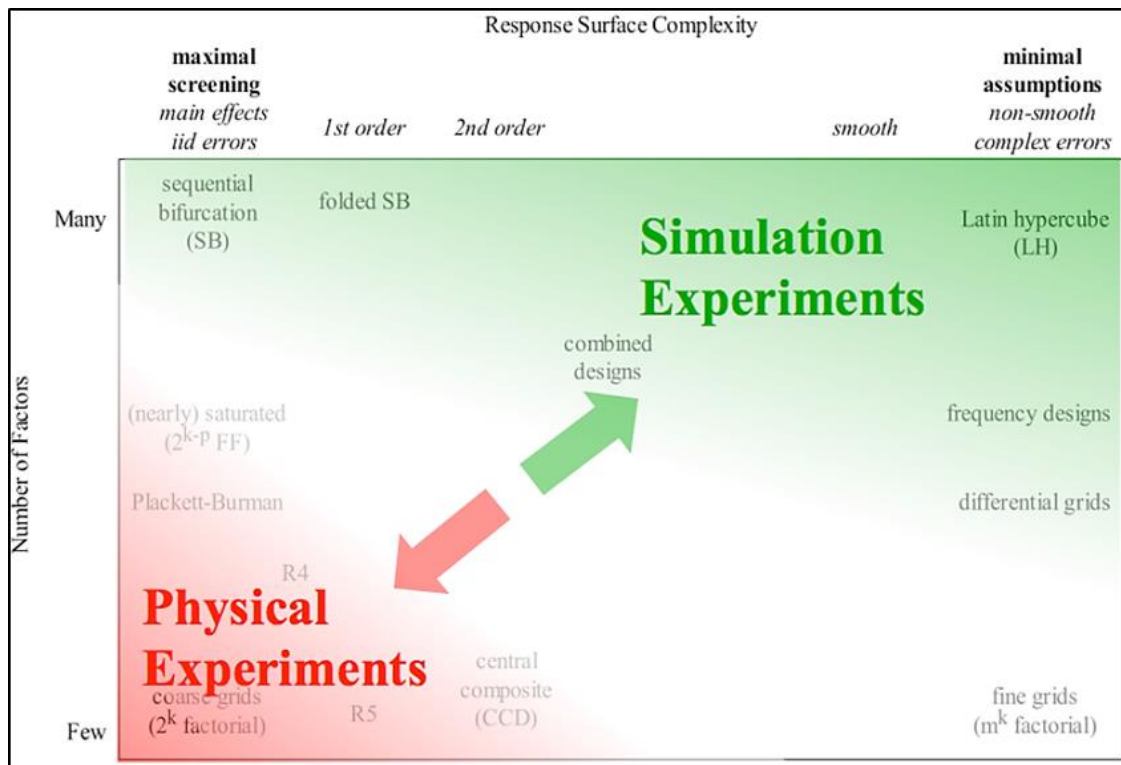 Response Surface Complexity
maximal
screening
main effects
iid errors
1st order
2nd order
smooth
minimal
assumptions
non-smooth
complex errors
Number of Factors
Many
sequential
bifurcation
(SB)
folded SB
Simulation
Experiments
Latin hypercube
(LH)
combined
designs
(nearly) saturated
(2^k-p FF)
frequency designs
Plackett-Burman
differential grids
R4
Physical
Experiments
coarse grids
(2^k factorial)
R5
central
composite
(CCD)
fine grids
(m^k factorial)
Few